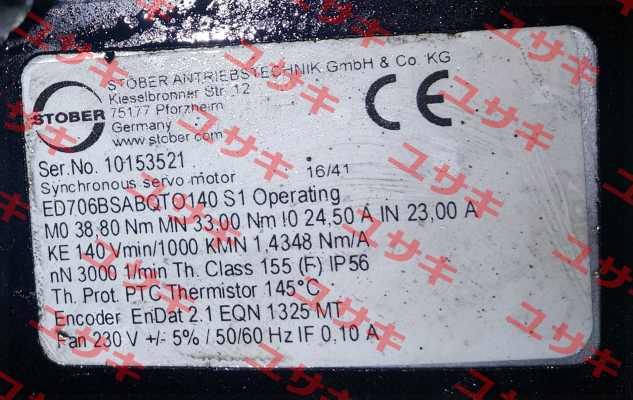 STÖBER ANTRIEBSTECHNIK GmbH & Co. KG
Kieselbronner Str. 12
75177 Pforzheim
Germany
www.stober.com
STOBER
CE
Ser.No. 10153521
Synchronous servo motor 16/41
ED706BSABQTO140 S1 Operating
M0 38,80 Nm MN 33,00 Nm I0 24,50 A IN 23,00 A
KE 140 Vmin/1000 KMN 1,4348 Nm/A
nN 3000 1/min Th. Class 155 (F) IP56
Th. Prot. PTC Thermistor 145°C
Encoder EnDat 2.1 EQN 1325 MT
Fan 230 V +/- 5% / 50/60 Hz IF 0,10 A
ユサキ